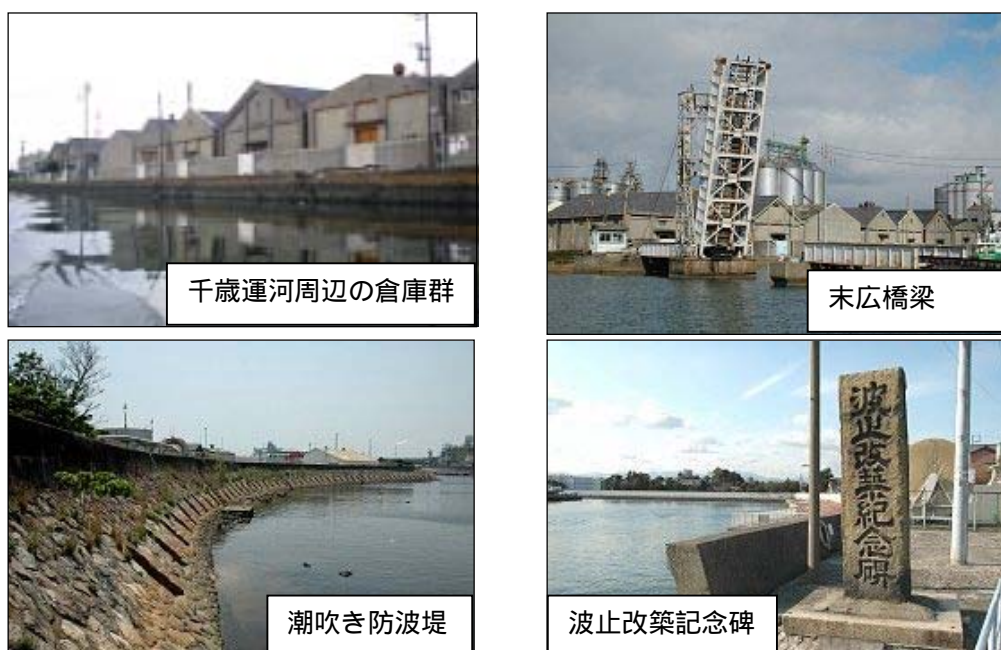 千歳運河周辺の倉庫群
末広橋梁
潮吹き防波堤
波止改築記念碑
波止改築紀念碑